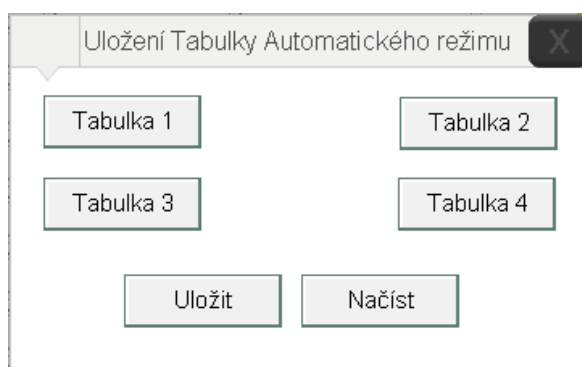 Uložení Tabulky Automatického režimu X
Tabulka 1 Tabulka 2
Tabulka 3 Tabulka 4
Uložit Načíst